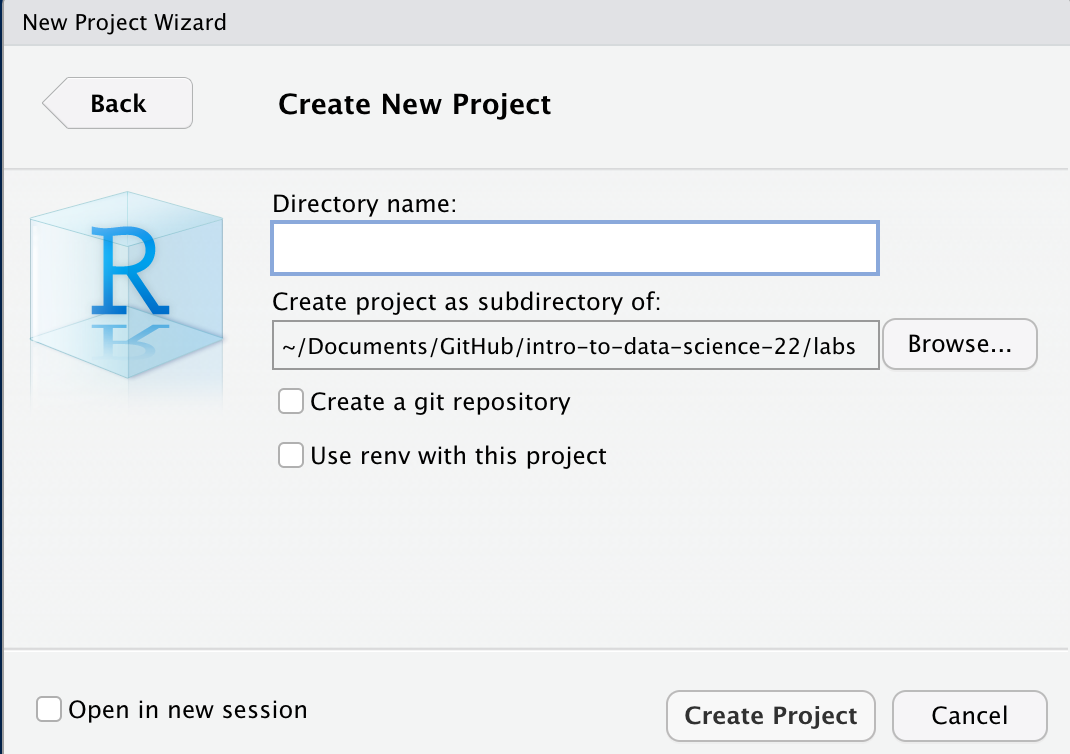 New Project Wizard
Back
Create New Project
R
Directory name:
Create project as subdirectory of:
~/Documents/GitHub/intro-to-data-science-22/labs
Browse...
Create a git repository
Use renv with this project
Open in new session
Create Project
Cancel